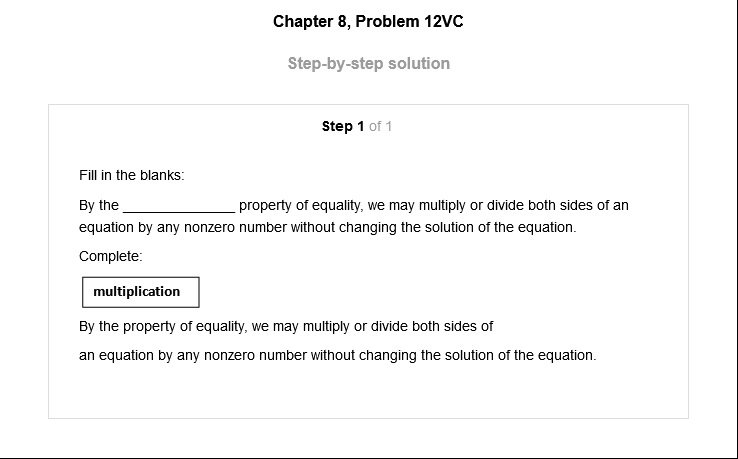 Chapter 8, Problem 12VC
Step-by-step solution
Step 1 of 1
Fill in the blanks:
By the _______________ property of equality, we may multiply or divide both sides of an
equation by any nonzero number without changing the solution of the equation.
Complete:
multiplication
By the property of equality, we may multiply or divide both sides of
an equation by any nonzero number without changing the solution of the equation.